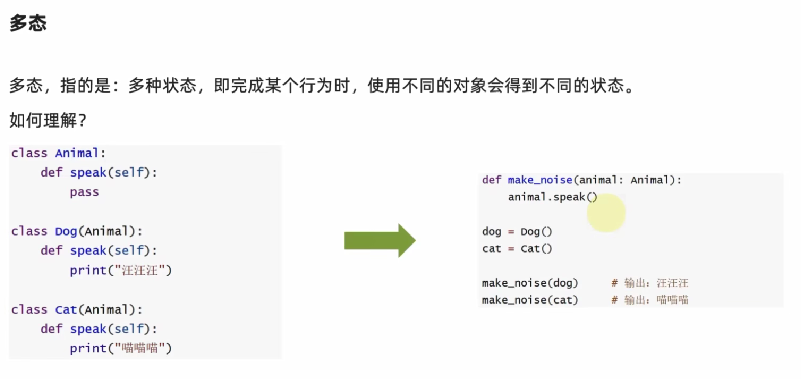 多态
多态，指的是：多种状态，即完成某个行为时，使用不同的对象会得到不同的状态。
如何理解？
class Animal:
    def speak(self):
        pass

class Dog(Animal):
    def speak(self):
        print("汪汪汪")

class Cat(Animal):
    def speak(self):
        print("喵喵喵")

def make_noise(animal: Animal):
    animal.speak()

dog = Dog()
cat = Cat()

make_noise(dog)     # 输出：汪汪汪
make_noise(cat)     # 输出：喵喵喵